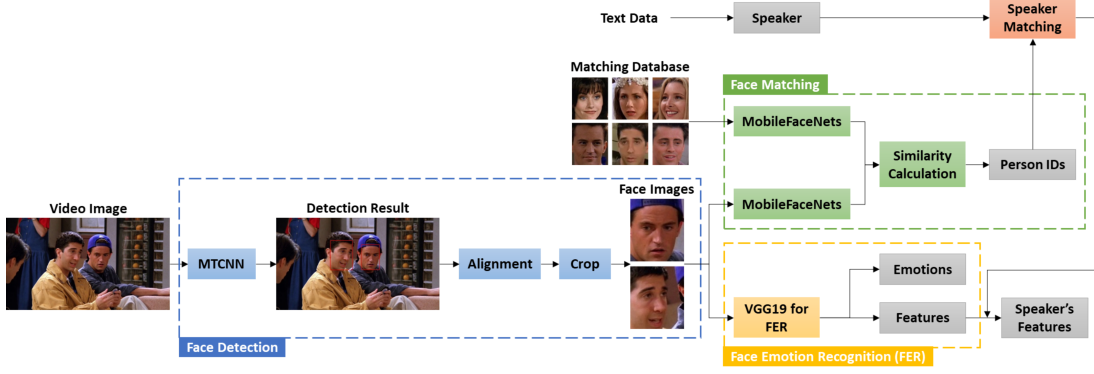 Text Data
Speaker
Speaker
Matching
Matching Database
Face Matching
MobileFaceNets
Similarity
Calculation
Person IDs
MobileFaceNets
Face Images
Video Image
Detection Result
MTCNN
Alignment
Crop
Face Detection
VGG19 for
FER
Emotions
Features
Speaker's
Features
Face Emotion Recognition (FER)